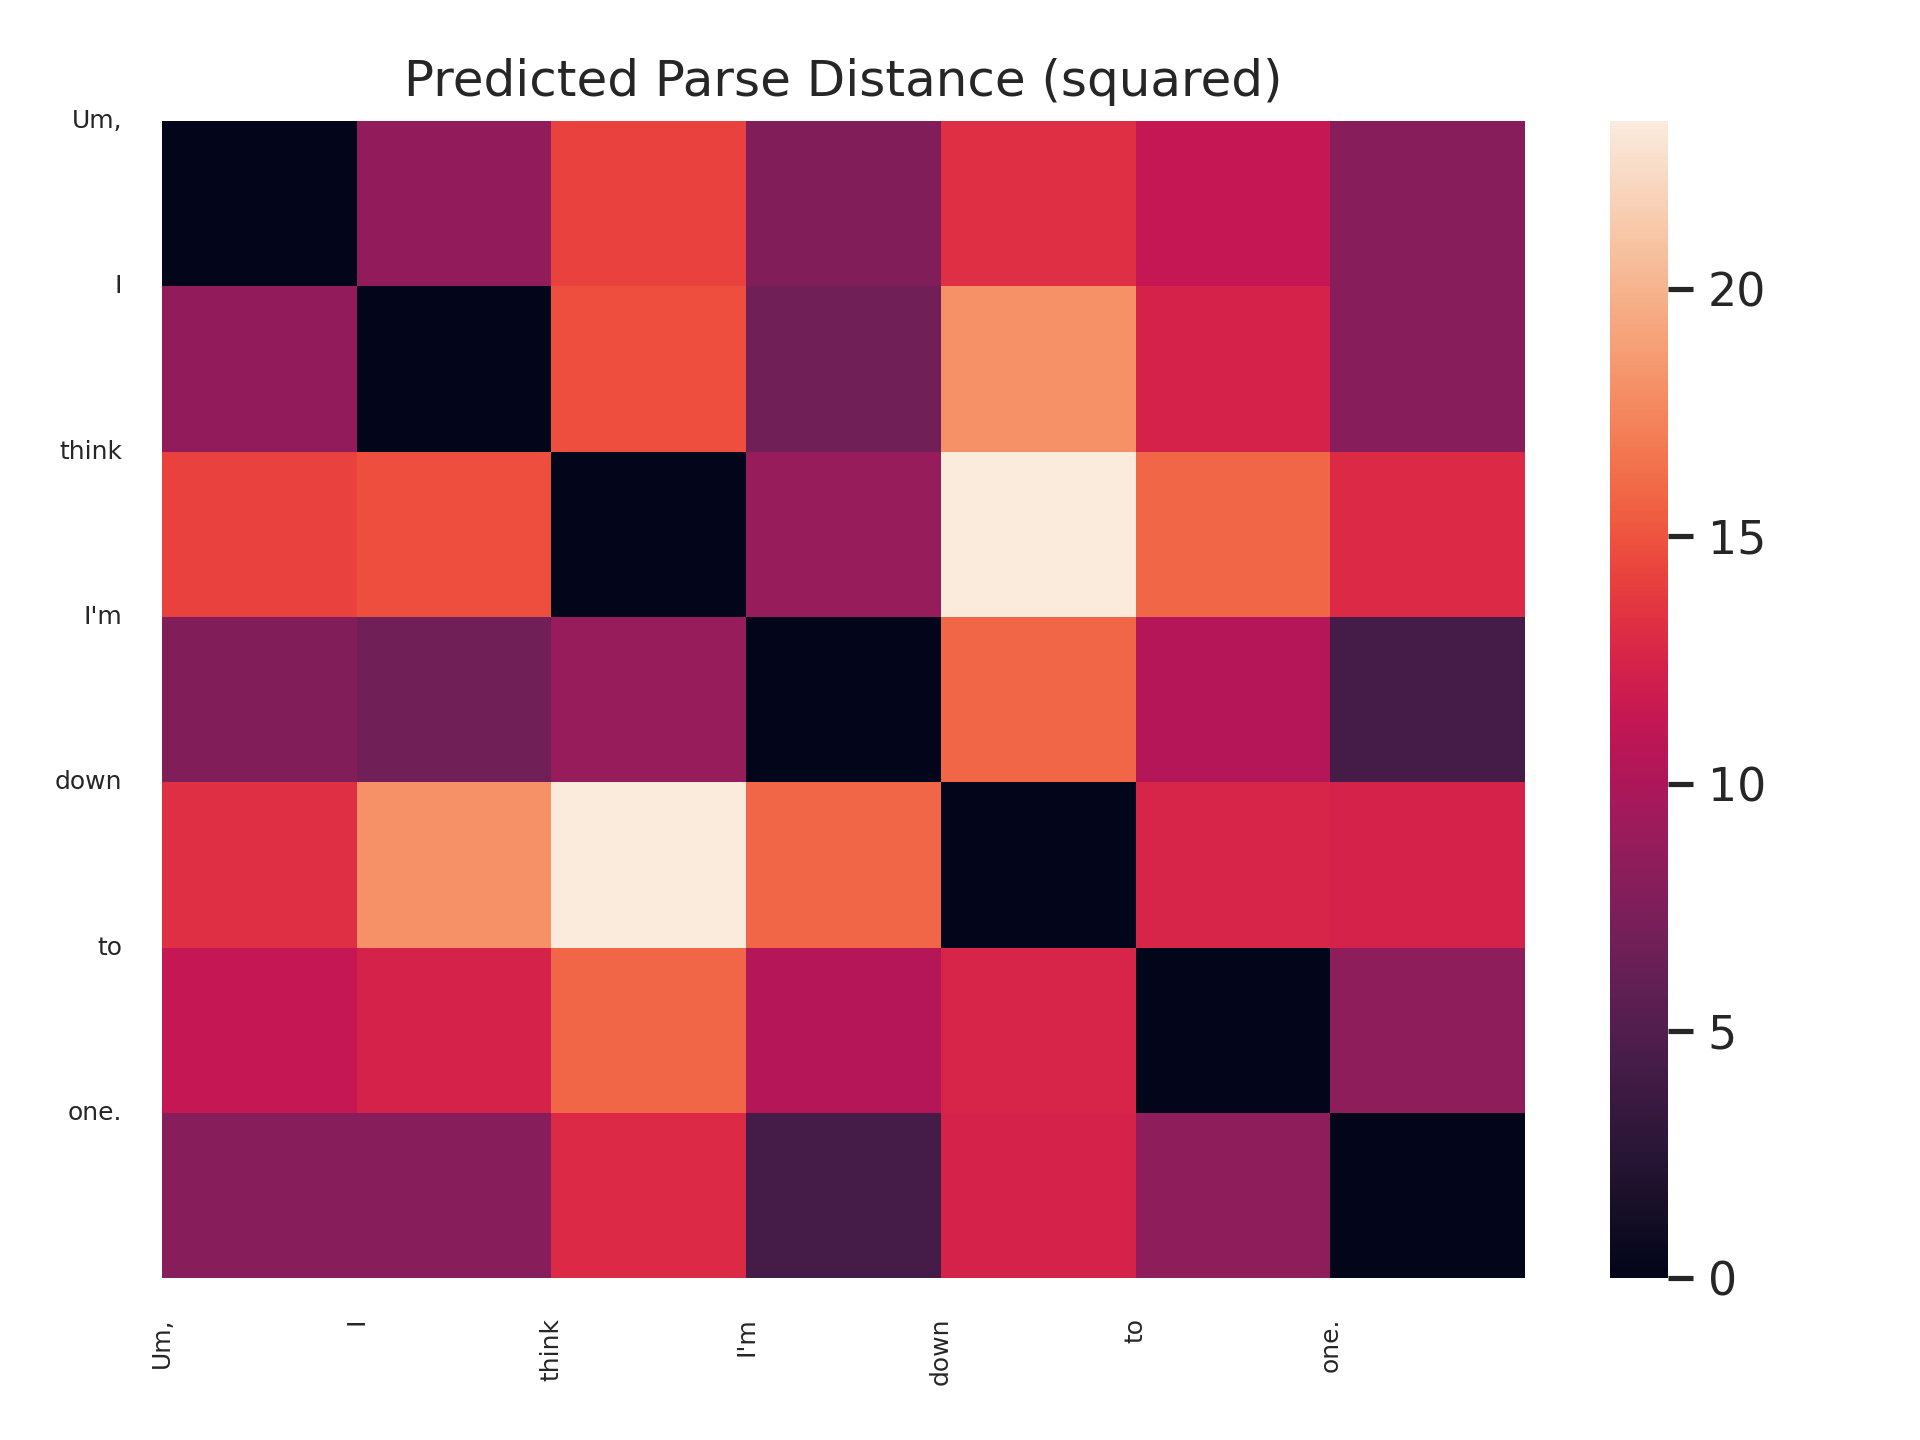 Predicted Parse Distance (squared)
Um,
I
think
I'm
down
to
one.
Um,
I
think
I'm
down
to
one.
20
15
10
5
0